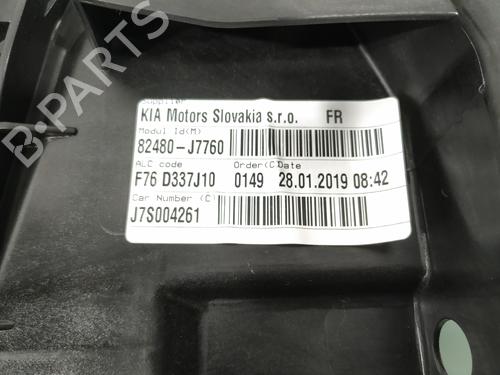 Supplier
KIA Motors Slovakia s.r.o. FR
Modul Id(M)
82480-J7760
ALC code Order(C) Date
F76 D337J10 0149 28.01.2019 08:42
Car Number (C)
J7S004261
B-PARTS